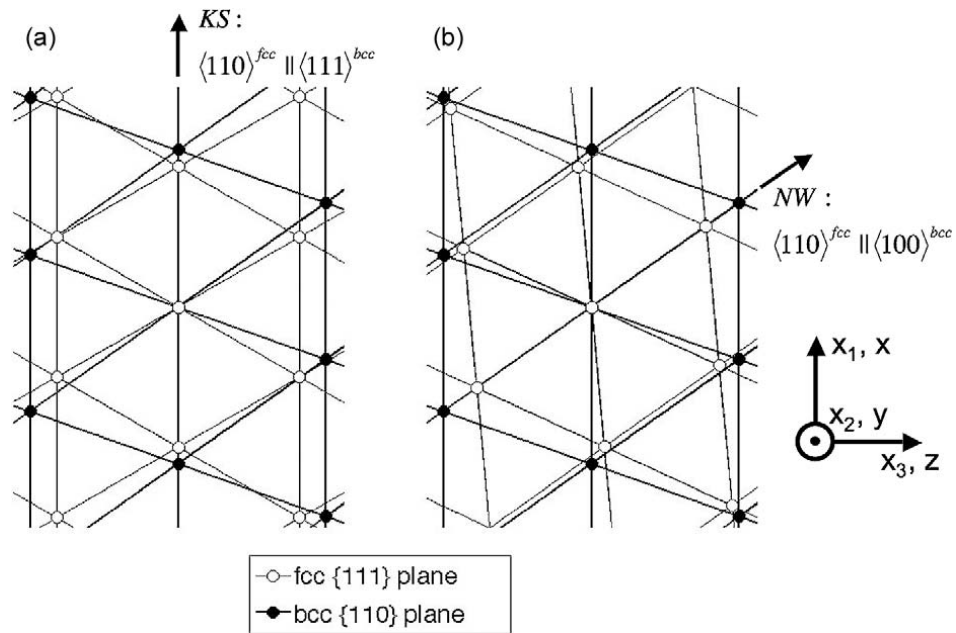 (a)
KS :
⟨110⟩^fcc ∥ ⟨111⟩^bcc
(b)
NW :
⟨110⟩^fcc ∥ ⟨100⟩^bcc
x₁, x
x₂, y
x₃, z
fcc {111} plane
bcc {110} plane